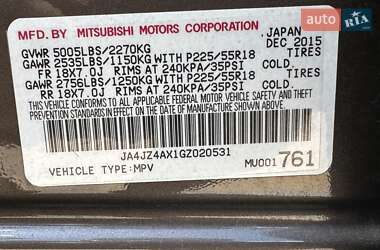 AUTO RIA
MFD. BY MITSUBISHI MOTORS CORPORATION JAPAN
GVWR 5005LBS/2270KG DEC 2015
GAWR 2535LBS/1150KG WITH P225/55R18 TIRES
FR 18X7.0J RIMS AT 240KPA/35PSI COLD.
GAWR 2756LBS/1250KG WITH P225/55R18 TIRES
RR 18X7.0J RIMS AT 240KPA/35PSI COLD.
THIS VEHICLE CONFORMS TO ALL APPLICABLE
FEDERAL MOTOR VEHICLE SAFETY AND
THEFT PREVENTION STANDARDS IN EFFECT ON
THE DATE OF MANUFACTURE SHOWN ABOVE.
JA4JZ4AX1GZ020531
VEHICLE TYPE:MPV MU001 761